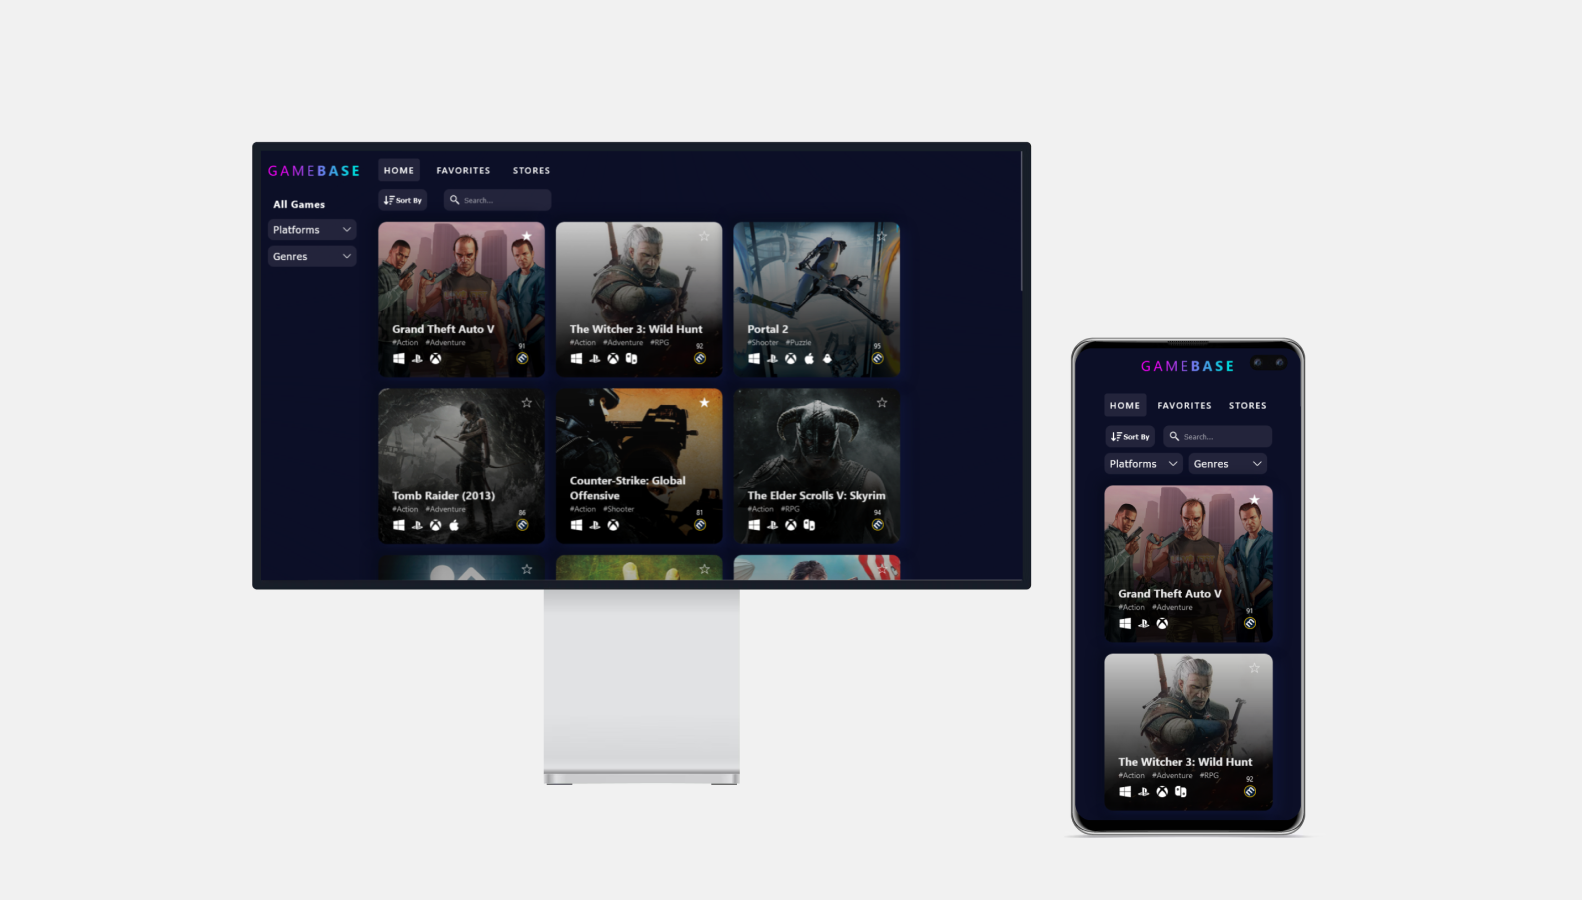 GAMEBASE HOME FAVORITES STORES
All Games
Platforms
Genres
Sort By Search...
Grand Theft Auto V
#Action #Adventure
91
The Witcher 3: Wild Hunt
#Action #Adventure #RPG
92
Portal 2
#Shooter #Puzzle
95
Tomb Raider (2013)
#Action #Adventure
86
Counter-Strike: Global
Offensive
#Action #Shooter
81
The Elder Scrolls V: Skyrim
#Action #RPG
94
GAMEBASE
HOME FAVORITES STORES
Sort By Search...
Platforms Genres
Grand Theft Auto V
#Action #Adventure
91
The Witcher 3: Wild Hunt
#Action #Adventure #RPG
92